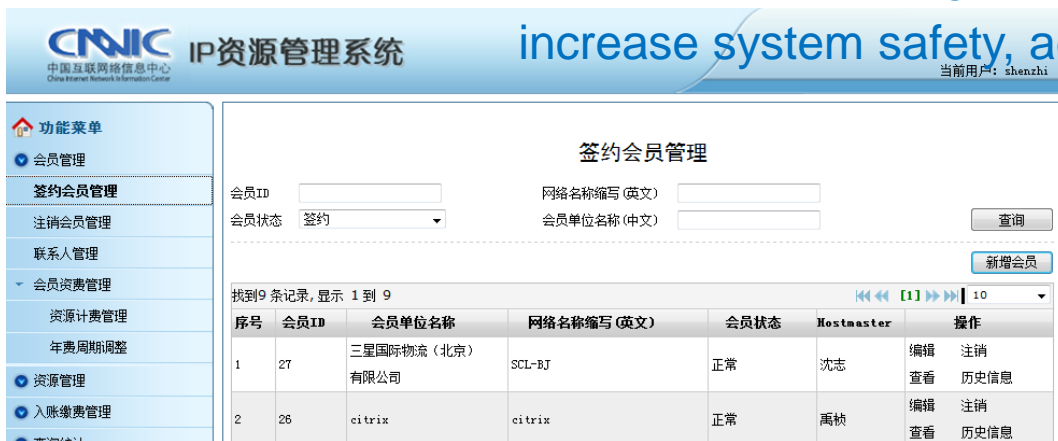 CNNIC
中国互联网络信息中心
China Internet Network Information Center
IP资源管理系统
increase system safety,
当前用户: shenzhi
功能菜单
会员管理
签约会员管理
注销会员管理
联系人管理
会员资费管理
资源计费管理
年费周期调整
资源管理
入账缴费管理
签约会员管理
会员ID 网络名称缩写(英文)
会员状态 签约 会员单位名称(中文) 查询
新增会员
找到9 条记录, 显示 1 到 9 [1] 10
序号 会员ID 会员单位名称 网络名称缩写(英文) 会员状态 Hostmaster 操作
1 27 三星国际物流（北京）有限公司 SCL-BJ 正常 沈志 编辑 注销 查看 历史信息
2 26 citrix citrix 正常 禹桢 编辑 注销 查看 历史信息